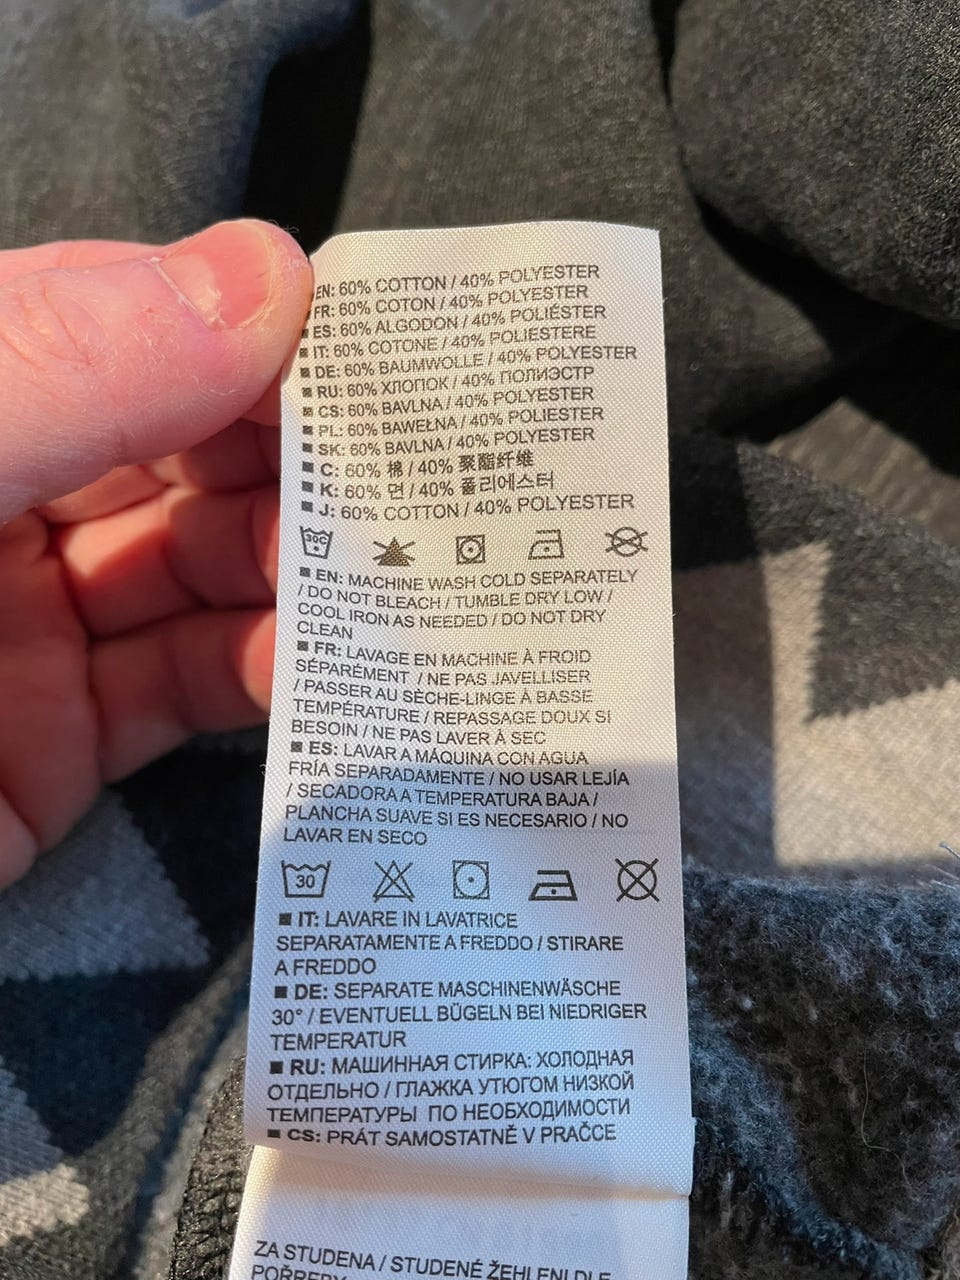 EN: 60% COTTON / 40% POLYESTER
FR: 60% COTON / 40% POLYESTER
ES: 60% ALGODON / 40% POLIÉSTER
IT: 60% COTONE / 40% POLIESTERE
DE: 60% BAUMWOLLE / 40% POLYESTER
RU: 60% ХЛОПОК / 40% ПОЛИЭСТР
CS: 60% BAVLNA / 40% POLYESTER
PL: 60% BAWEŁNA / 40% POLIESTER
SK: 60% BAVLNA / 40% POLYESTER
C: 60% 棉 / 40% 聚酯纤维
K: 60% 면 / 40% 폴리에스터
J: 60% COTTON / 40% POLYESTER
30C
EN: MACHINE WASH COLD SEPARATELY
/ DO NOT BLEACH / TUMBLE DRY LOW /
COOL IRON AS NEEDED / DO NOT DRY
CLEAN
FR: LAVAGE EN MACHINE À FROID
SÉPARÉMENT / NE PAS JAVELLISER
/ PASSER AU SÈCHE-LINGE À BASSE
TEMPÉRATURE / REPASSAGE DOUX SI
BESOIN / NE PAS LAVER À SEC
ES: LAVAR A MÁQUINA CON AGUA
FRÍA SEPARADAMENTE / NO USAR LEJÍA
/ SECADORA A TEMPERATURA BAJA /
PLANCHA SUAVE SI ES NECESARIO / NO
LAVAR EN SECO
30
IT: LAVARE IN LAVATRICE
SEPARATAMENTE A FREDDO / STIRARE
A FREDDO
DE: SEPARATE MASCHINENWÄSCHE
30° / EVENTUELL BÜGELN BEI NIEDRIGER
TEMPERATUR
RU: МАШИННАЯ СТИРКА: ХОЛОДНАЯ
ОТДЕЛЬНО / ГЛАЖКА УТЮГОМ НИЗКОЙ
ТЕМПЕРАТУРЫ ПО НЕОБХОДИМОСТИ
CS: PRÁT SAMOSTATNĚ V PRAČCE
ZA STUDENA / STUDENÉ ŽEHLENI DLE